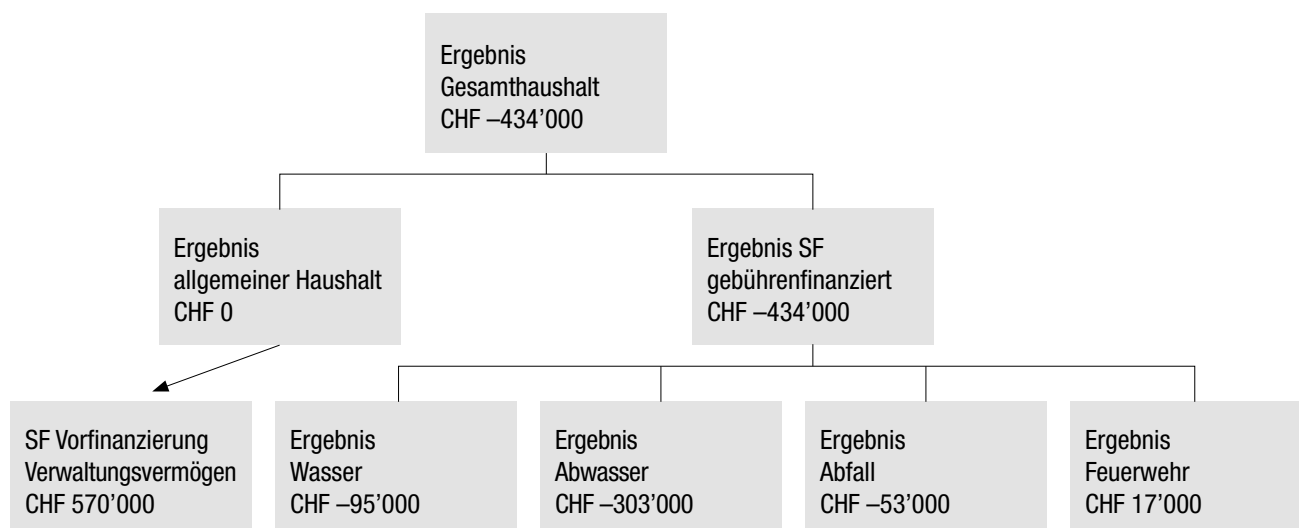 Ergebnis
Gesamthaushalt
CHF –434’000
Ergebnis
allgemeiner Haushalt
CHF 0
Ergebnis SF
gebührenfinanziert
CHF –434’000
SF Vorfinanzierung
Verwaltungsvermögen
CHF 570’000
Ergebnis
Wasser
CHF –95’000
Ergebnis
Abwasser
CHF –303’000
Ergebnis
Abfall
CHF –53’000
Ergebnis
Feuerwehr
CHF 17’000